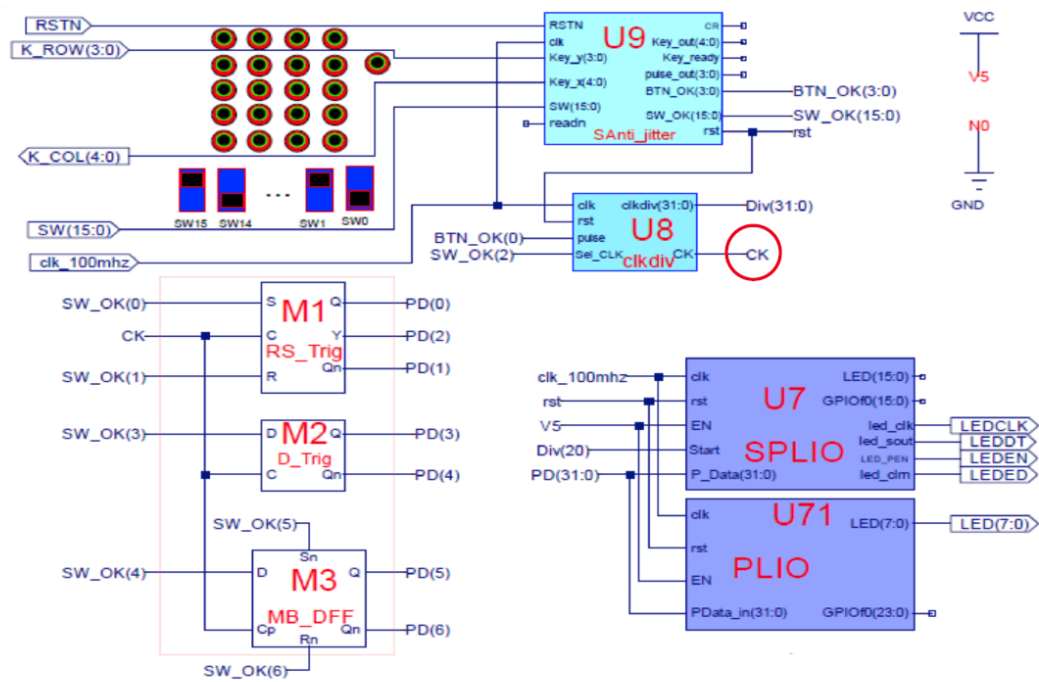 RSTN
K_ROW(3:0)
K_COL(4:0)
SW15 SW14 ... SW1 SW0
SW(15:0)
clk_100mhz
U9
SAnti_jitter
RSTN
clk
Key_y(3:0)
Key_x(4:0)
SW(15:0)
readn
CR
Key_out(4:0)
Key_ready
pulse_out(3:0)
BTN_OK(3:0)
SW_OK(15:0)
rst
BTN_OK(3:0)
SW_OK(15:0)
rst
VCC
V5
N0
GND
BTN_OK(0)
SW_OK(2)
clk
rst
pulse
Sel_CLK
U8
clkdiv
clkdiv(31:0)
CK
Div(31:0)
CK
SW_OK(0)
CK
SW_OK(1)
S
C
R
M1
RS_Trig
Q
Y
Qn
PD(0)
PD(2)
PD(1)
SW_OK(3)
D
C
M2
D_Trig
Q
Qn
PD(3)
PD(4)
SW_OK(5)
SW_OK(4)
Sn
D
Cp
Rn
M3
MB_DFF
Q
Qn
PD(5)
PD(6)
SW_OK(6)
clk_100mhz
rst
V5
Div(20)
PD(31:0)
clk
rst
EN
Start
P_Data(31:0)
U7
SPLIO
LED(15:0)
GPIOf0(15:0)
led_clk
led_sout
LED_PEN
led_clrn
LEDCLK
LEDDT
LEDEN
LEDED
clk
rst
EN
PData_in(31:0)
U71
PLIO
LED(7:0)
GPIOf0(23:0)
LED(7:0)